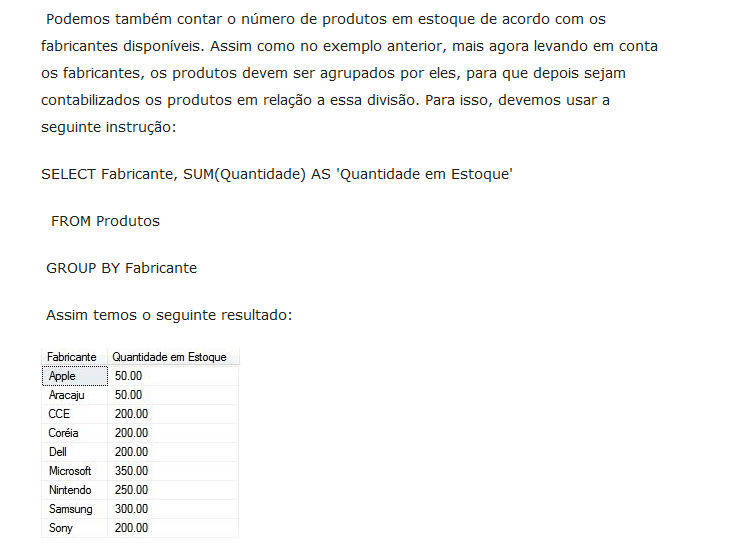 Podemos também contar o número de produtos em estoque de acordo com os
fabricantes disponíveis. Assim como no exemplo anterior, mais agora levando em conta
os fabricantes, os produtos devem ser agrupados por eles, para que depois sejam
contabilizados os produtos em relação a essa divisão. Para isso, devemos usar a
seguinte instrução:
SELECT Fabricante, SUM(Quantidade) AS 'Quantidade em Estoque'
FROM Produtos
GROUP BY Fabricante
Assim temos o seguinte resultado:
Fabricante Quantidade em Estoque
Apple 50.00
Aracaju 50.00
CCE 200.00
Coréia 200.00
Dell 200.00
Microsoft 350.00
Nintendo 250.00
Samsung 300.00
Sony 200.00